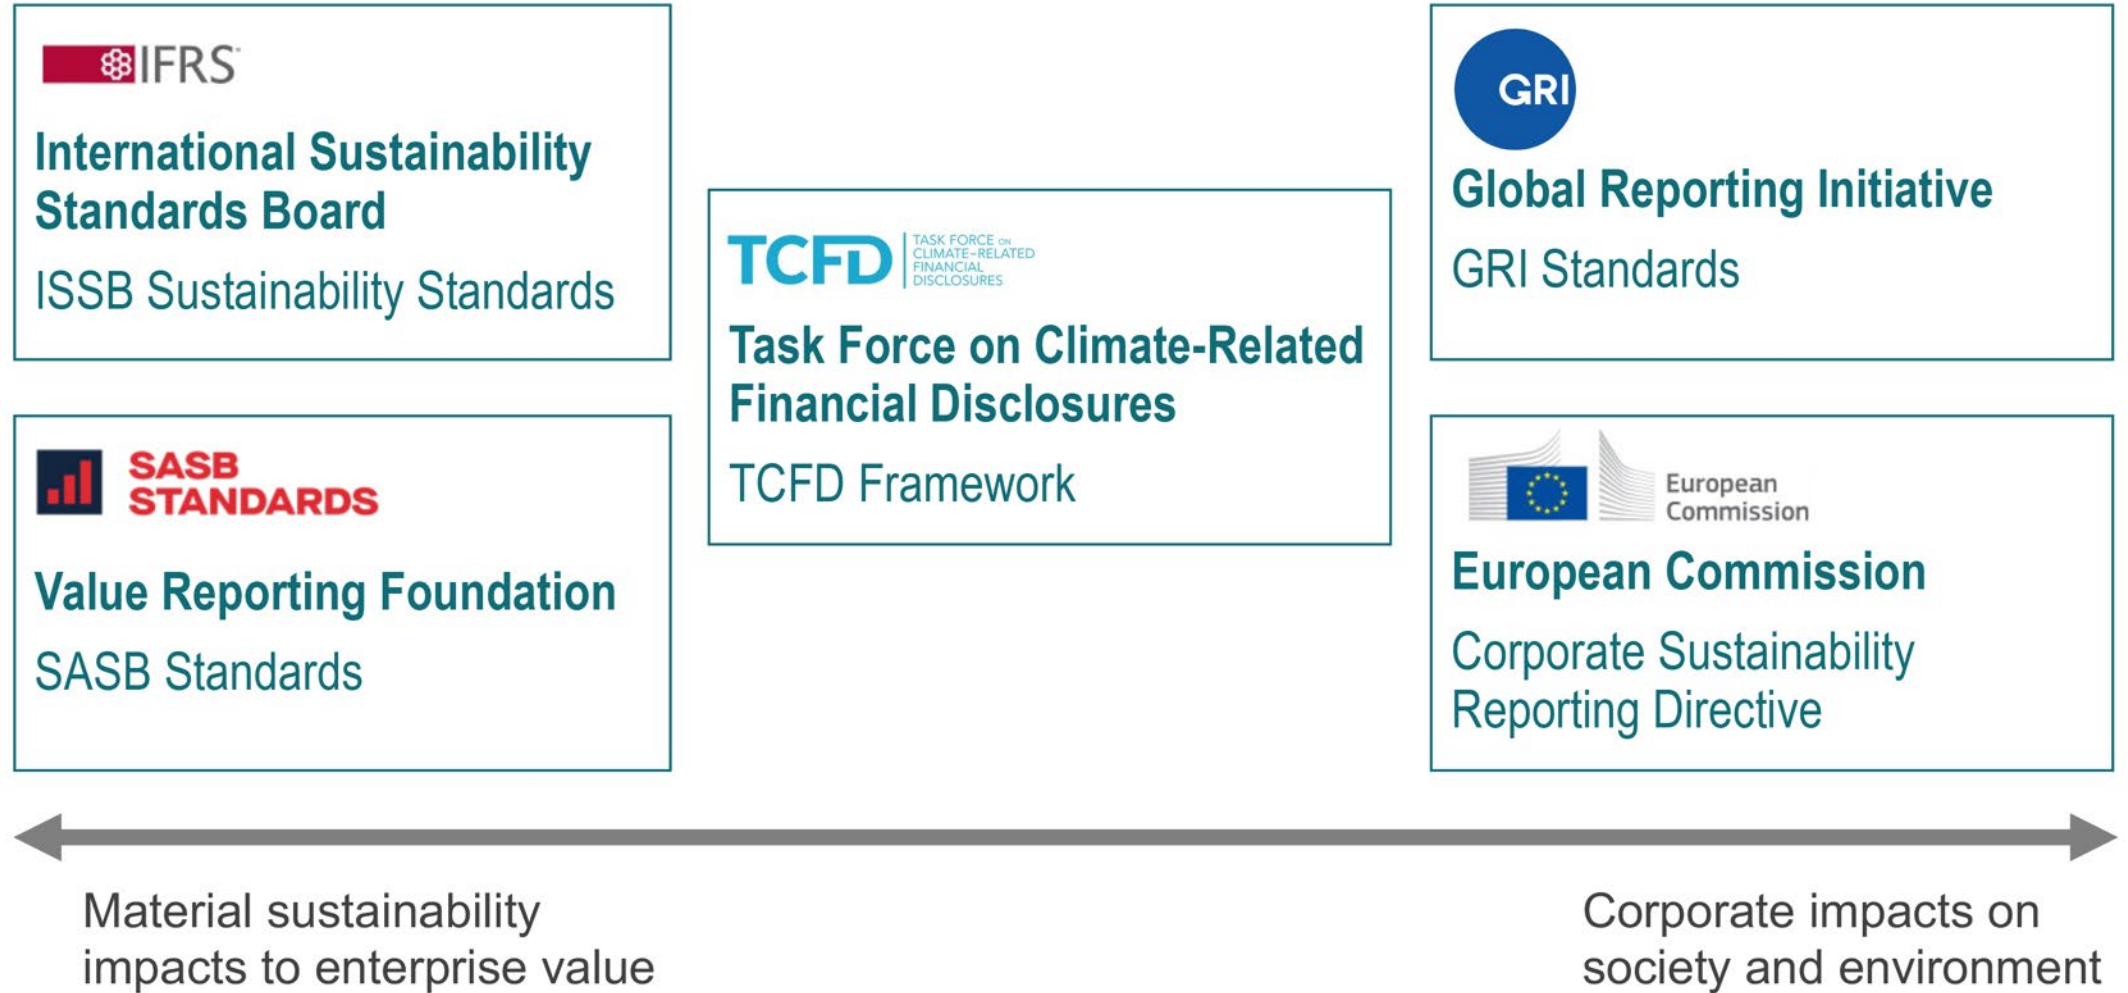 IFRS
International Sustainability
Standards Board
ISSB Sustainability Standards
SASB
STANDARDS
Value Reporting Foundation
SASB Standards
TCFD
TASK FORCE ON
CLIMATE-RELATED
FINANCIAL
DISCLOSURES
Task Force on Climate-Related
Financial Disclosures
TCFD Framework
GRI
Global Reporting Initiative
GRI Standards
European
Commission
European Commission
Corporate Sustainability
Reporting Directive
Material sustainability
impacts to enterprise value
Corporate impacts on
society and environment